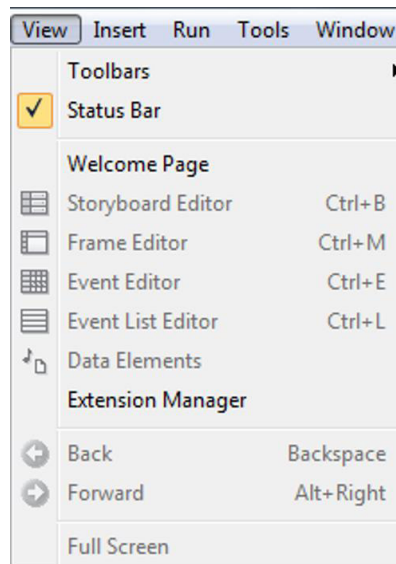 View Insert Run Tools Window
Toolbars
Status Bar
Welcome Page
Storyboard Editor Ctrl+B
Frame Editor Ctrl+M
Event Editor Ctrl+E
Event List Editor Ctrl+L
Data Elements
Extension Manager
Back Backspace
Forward Alt+Right
Full Screen